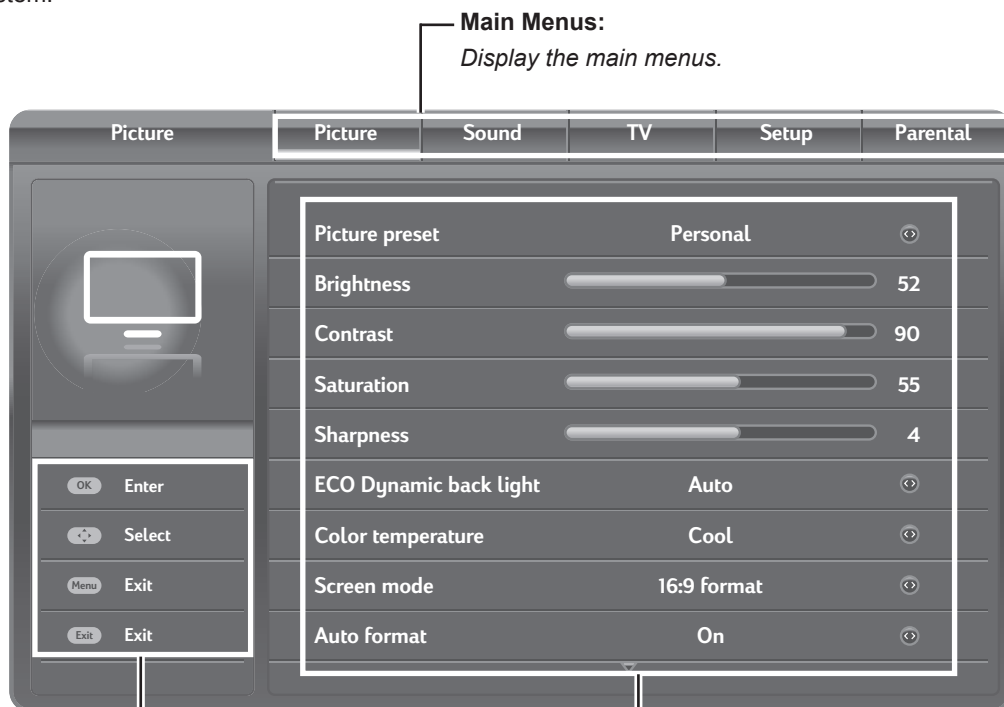 Main Menus:
Display the main menus.
Picture Picture Sound TV Setup Parental
Picture preset Personal
Brightness 52
Contrast 90
Saturation 55
Sharpness 4
OK Enter ECO Dynamic back light Auto
Select Color temperature Cool
Menu Exit Screen mode 16:9 format
Exit Exit Auto format On